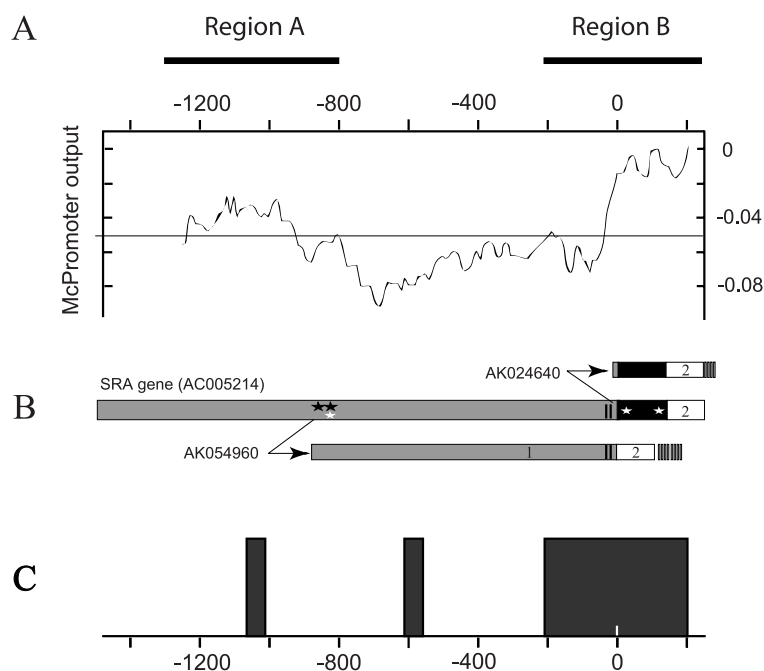 A
Region A
Region B
-1200
-800
-400
0
McPromoter output
0
-0.04
-0.08
AK024640
2
SRA gene (AC005214)
B
2
AK054960
1
2
C
-1200
-800
-400
0